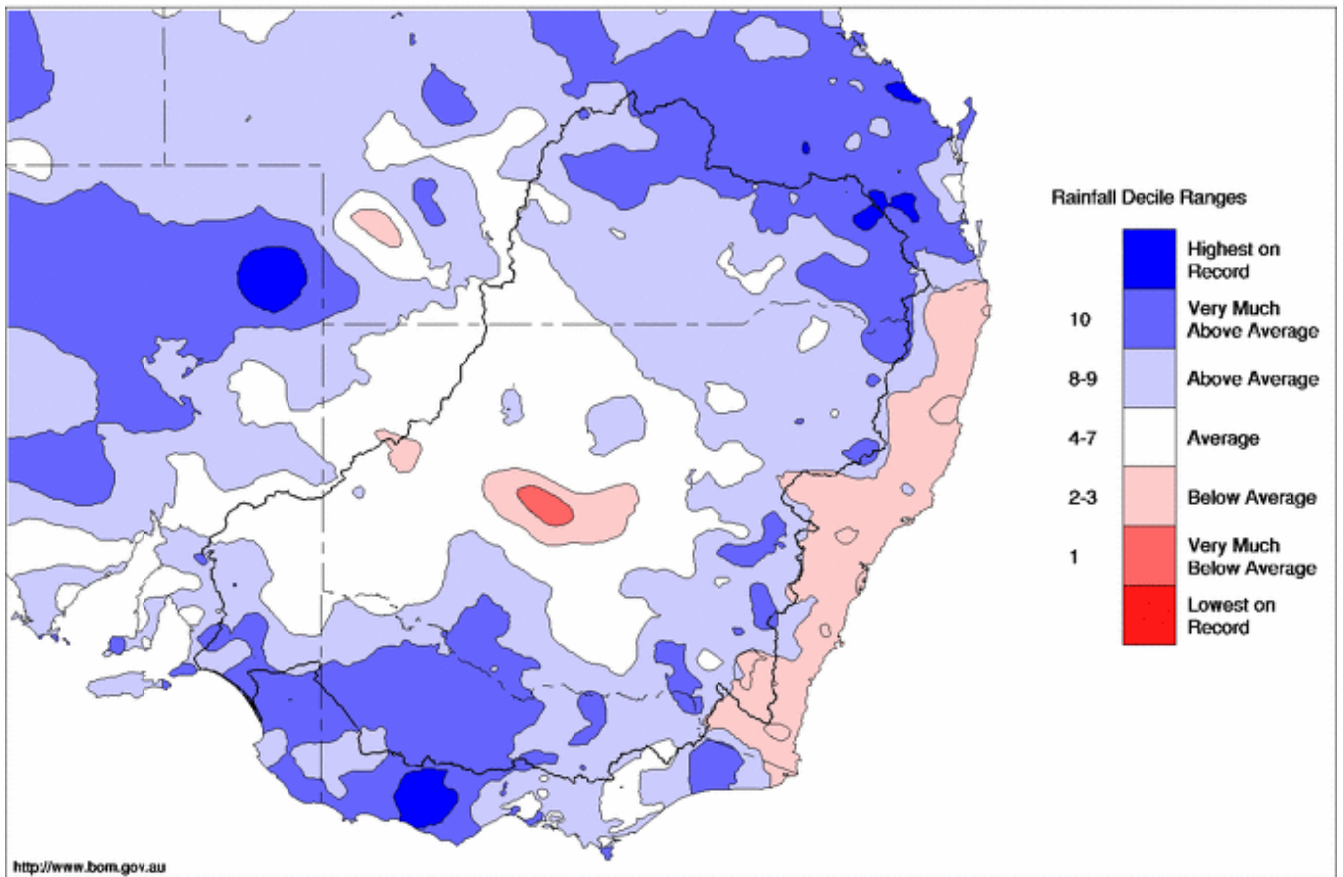 Rainfall Decile Ranges
Highest on
Record
10
Very Much
Above Average
8-9
Above Average
4-7
Average
2-3
Below Average
1
Very Much
Below Average
Lowest on
Record
http://www.bom.gov.au